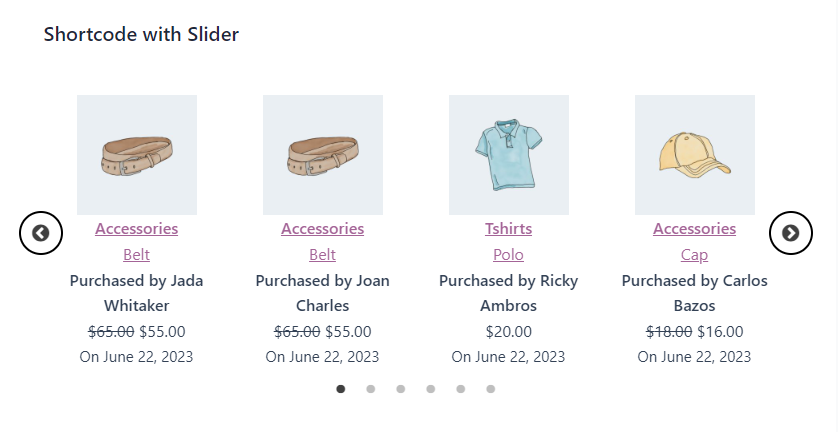 Shortcode with Slider
Accessories
Belt
Purchased by Jada
Whitaker
$65.00 $55.00
On June 22, 2023
Accessories
Belt
Purchased by Joan
Charles
$65.00 $55.00
On June 22, 2023
Tshirts
Polo
Purchased by Ricky
Ambros
$20.00
On June 22, 2023
Accessories
Cap
Purchased by Carlos
Bazos
$18.00 $16.00
On June 22, 2023